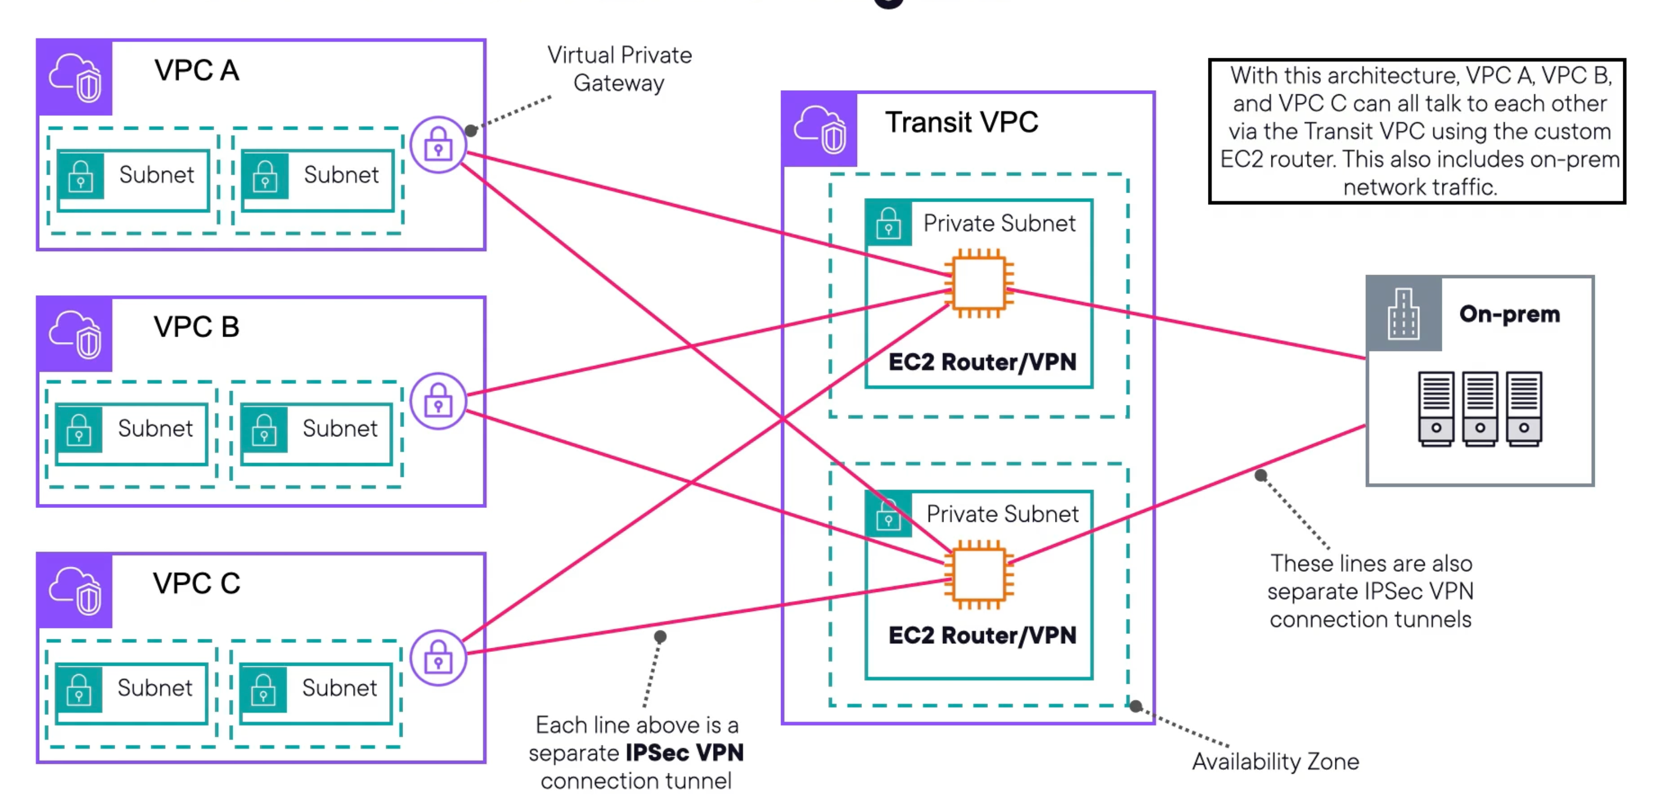 VPC A
Subnet
Subnet
Virtual Private
Gateway
VPC B
Subnet
Subnet
VPC C
Subnet
Subnet
Each line above is a
separate IPSec VPN
connection tunnel
Transit VPC
Private Subnet
EC2 Router/VPN
Private Subnet
EC2 Router/VPN
Availability Zone
With this architecture, VPC A, VPC B,
and VPC C can all talk to each other
via the Transit VPC using the custom
EC2 router. This also includes on-prem
network traffic.
On-prem
These lines are also
separate IPSec VPN
connection tunnels